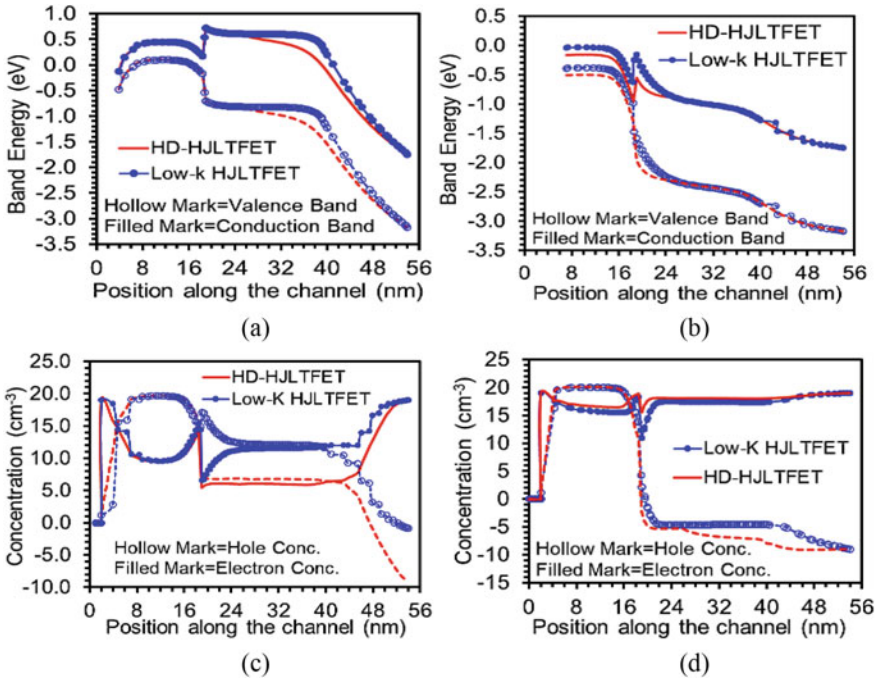 1.0
0.5
0.0
-0.5
-1.0
-1.5
-2.0
-2.5
-3.0
-3.5
Band Energy (eV)
HD-HJLTFET
Low-k HJLTFET
Hollow Mark=Valence Band
Filled Mark=Conduction Band
0 8 16 24 32 40 48 56
Position along the channel (nm)
(a)
0.5
0.0
-0.5
-1.0
-1.5
-2.0
-2.5
-3.0
-3.5
Band Energy (eV)
HD-HJLTFET
Low-k HJLTFET
Hollow Mark=Valence Band
Filled Mark=Conduction Band
0 8 16 24 32 40 48 56
Position along the channel (nm)
(b)
25.0
20.0
15.0
10.0
5.0
0.0
-5.0
-10.0
Concentration (cm-3)
HD-HJLTFET
Low-K HJLTFET
Hollow Mark=Hole Conc.
Filled Mark=Electron Conc.
0 8 16 24 32 40 48 56
Position along the channel (nm)
(c)
25
20
15
10
5
0
-5
-10
-15
Concentration (cm-3)
Low-K HJLTFET
HD-HJLTFET
Hollow Mark=Hole Conc.
Filled Mark=Electron Conc.
0 8 16 24 32 40 48 56
Position along the channel (nm)
(d)